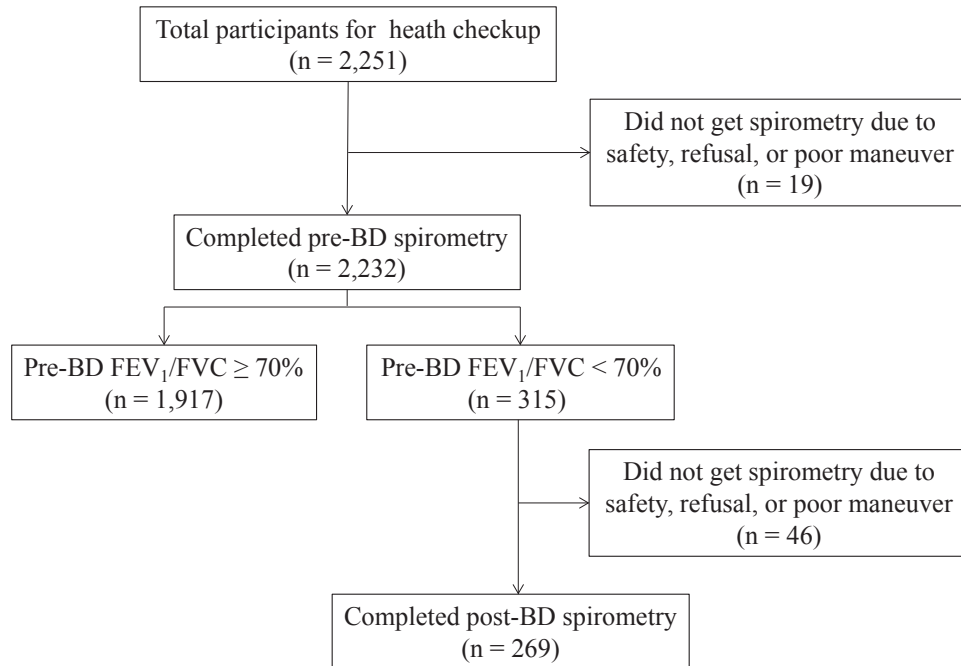 Total participants for heath checkup
(n = 2,251)
Did not get spirometry due to
safety, refusal, or poor maneuver
(n = 19)
Completed pre-BD spirometry
(n = 2,232)
Pre-BD FEV₁/FVC ≥ 70%
(n = 1,917)
Pre-BD FEV₁/FVC < 70%
(n = 315)
Did not get spirometry due to
safety, refusal, or poor maneuver
(n = 46)
Completed post-BD spirometry
(n = 269)